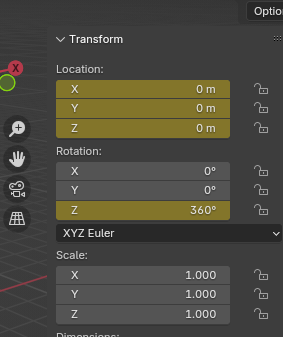 Optio
Transform
X
Location:
X 0 m
Y 0 m
Z 0 m
Rotation:
X 0°
Y 0°
Z 360°
XYZ Euler
Scale:
X 1.000
Y 1.000
Z 1.000
Dimensions: